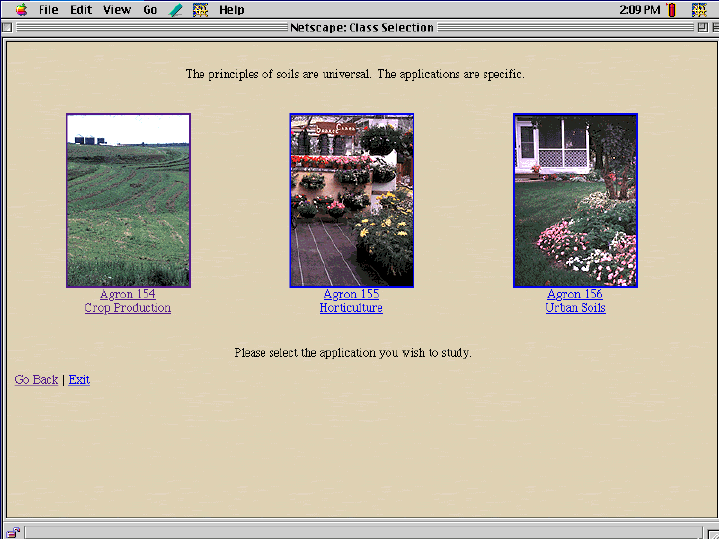 File Edit View Go Help 2:09 PM
Netscape: Class Selection
The principles of soils are universal. The applications are specific.
Agron 154
Crop Production
Agron 155
Horticulture
Agron 156
Urban Soils
Please select the application you wish to study.
Go Back | Exit